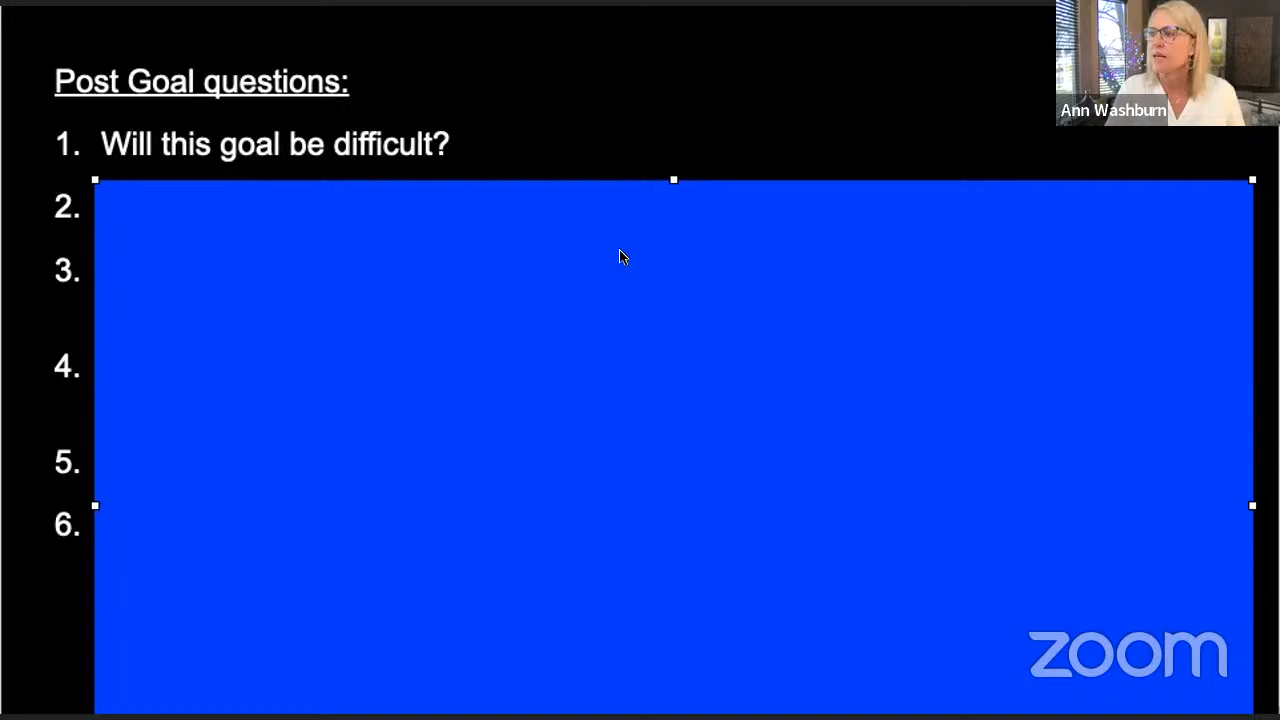 Post Goal questions:
1. Will this goal be difficult?
2.
3.
4.
5.
6.
Ann Washburn
zoom